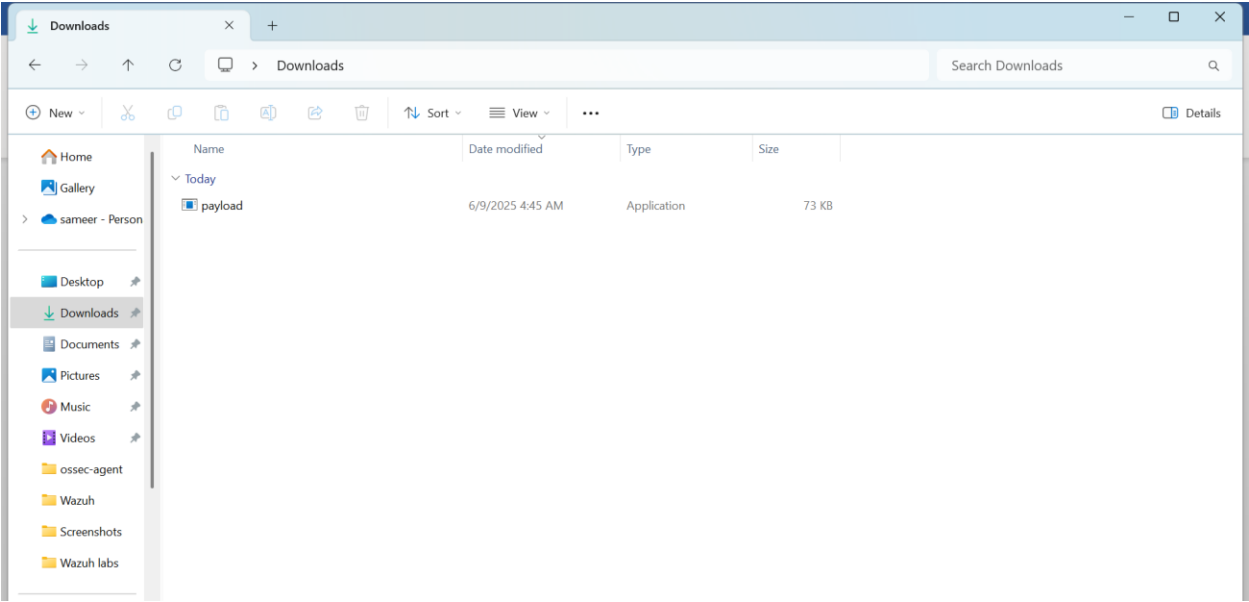 Downloads
Downloads
Search Downloads
New
Sort
View
Details
Name Date modified Type Size
Home
Gallery
sameer - Person
Today
payload 6/9/2025 4:45 AM Application 73 KB
Desktop
Downloads
Documents
Pictures
Music
Videos
ossec-agent
Wazuh
Screenshots
Wazuh labs